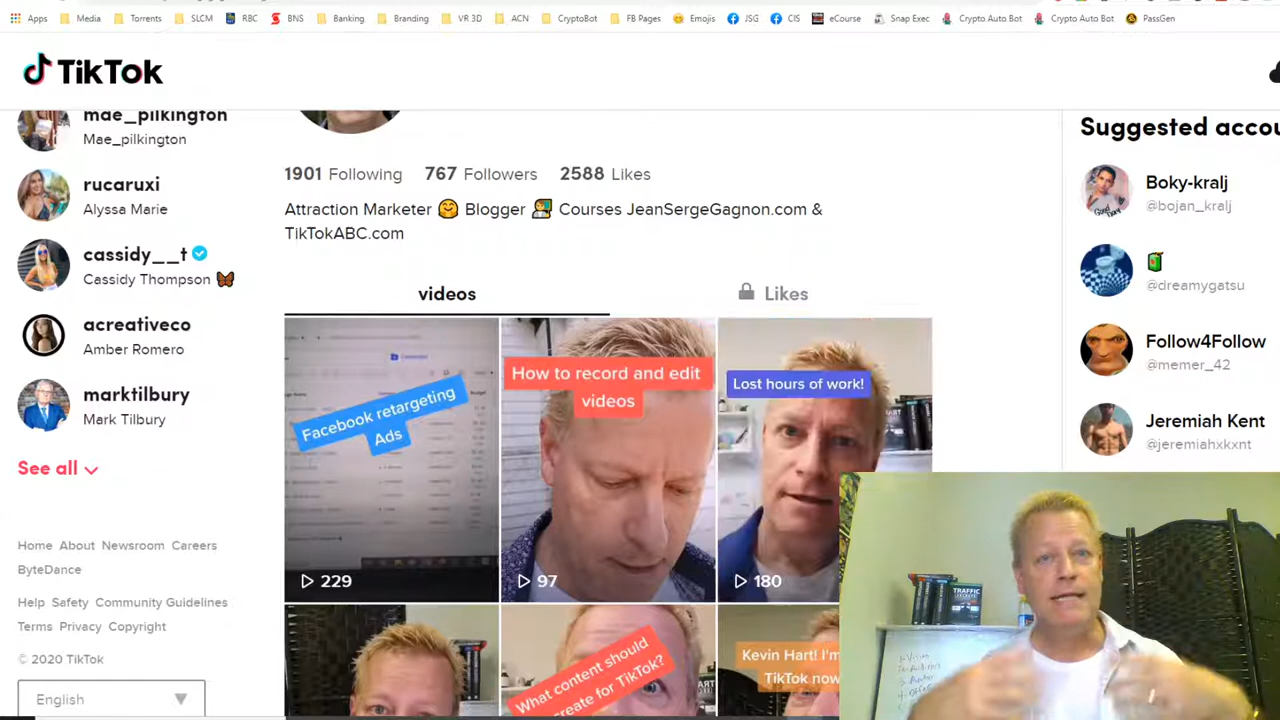 Apps Media Torrents SLCM RBC BNS Banking Branding VR 3D ACN CryptoBot FB Pages Emojis JSG CIS eCourse Snap Exec Crypto Auto Bot Crypto Auto Bot PassGen
TikTok
mae_pilkington
Mae_pilkington
rucaruxi
Alyssa Marie
cassidy__t
Cassidy Thompson
acreativeco
Amber Romero
marktilbury
Mark Tilbury
See all
Home About Newsroom Careers
ByteDance
Help Safety Community Guidelines
Terms Privacy Copyright
© 2020 TikTok
English
1901 Following 767 Followers 2588 Likes
Attraction Marketer 🤗 Blogger 👨‍🏫 Courses JeanSergeGagnon.com &
TikTokABC.com
videos
Likes
Facebook retargeting
Ads
229
How to record and edit
videos
97
Lost hours of work!
180
What content should
create for TikTok?
Kevin Hart! I'm
TikTok now
Suggested accou
Boky-kralj
@bojan_kralj
@dreamygatsu
Follow4Follow
@memer_42
Jeremiah Kent
@jeremiahxkxnt
TRAFFIC